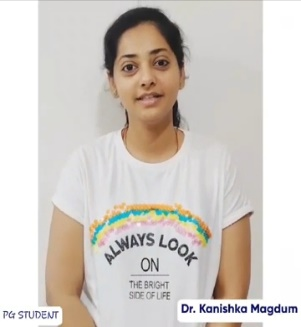 ALWAYS LOOK
ON
THE BRIGHT
SIDE OF LIFE
PG STUDENT
Dr. Kanishka Magdum